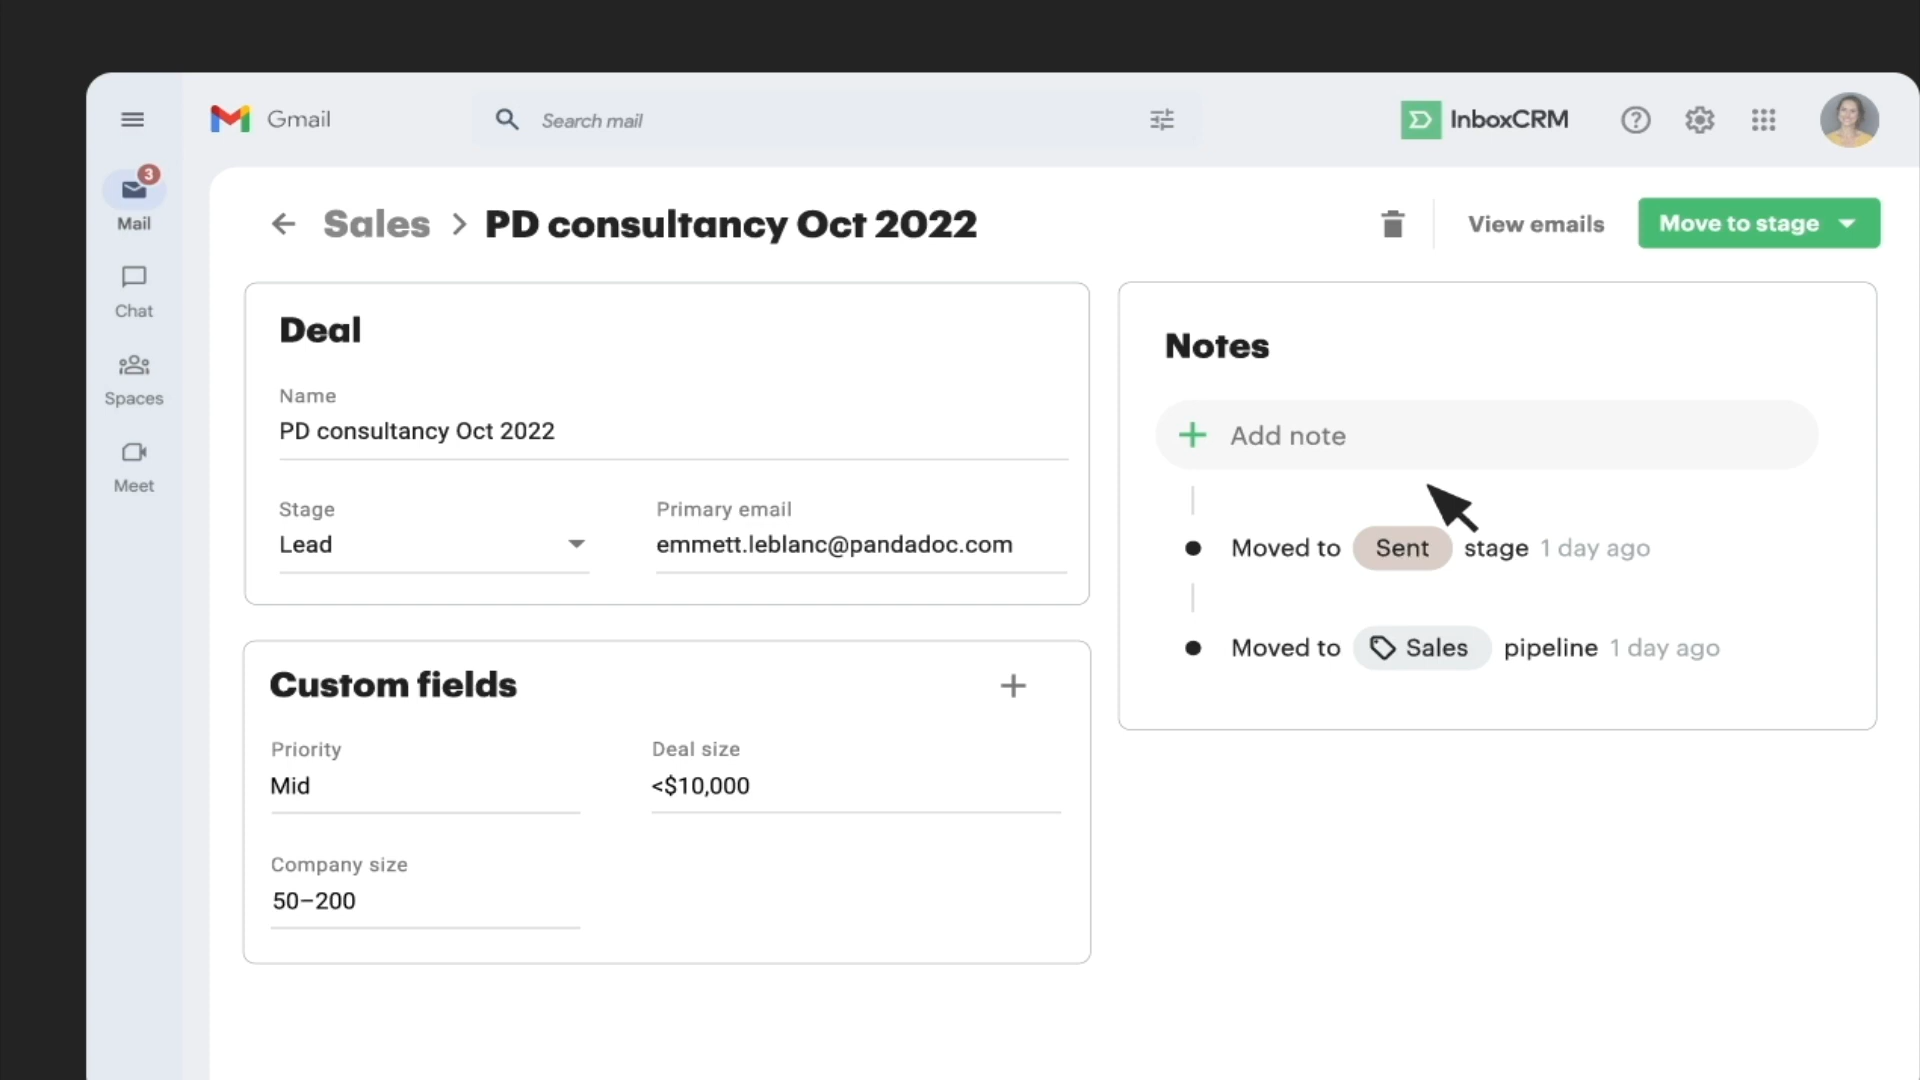 Gmail
Search mail
InboxCRM
3
Mail
Chat
Spaces
Meet
Sales > PD consultancy Oct 2022
View emails
Move to stage
Deal
Name
PD consultancy Oct 2022
Stage
Lead
Primary email
emmett.leblanc@pandadoc.com
Custom fields
Priority
Mid
Deal size
<$10,000
Company size
50–200
Notes
Add note
Moved to Sent stage 1 day ago
Moved to Sales pipeline 1 day ago